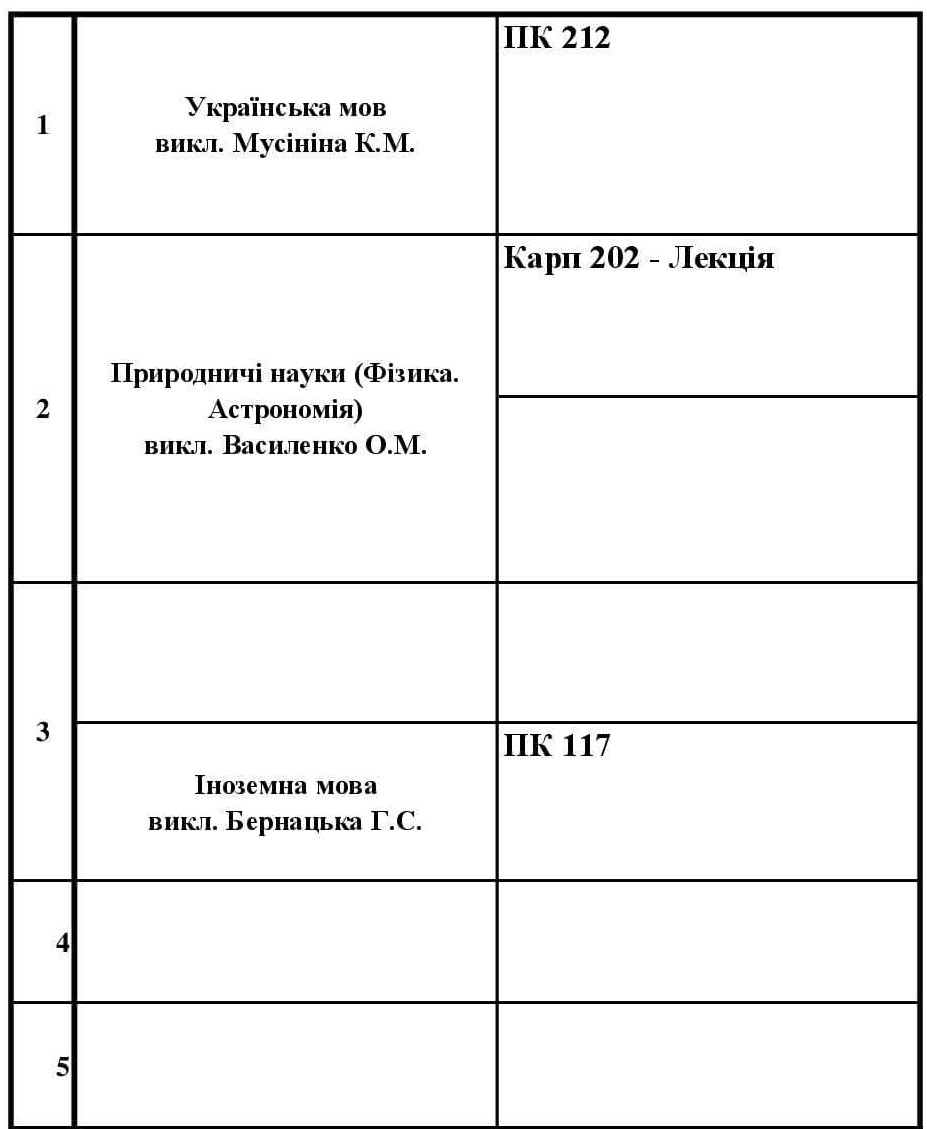 1
Українська мов
викл. Мусініна К.М.
ПК 212
2
Природничі науки (Фізика.
Астрономія)
викл. Василенко О.М.
Карп 202 - Лекція
3
Іноземна мова
викл. Бернацька Г.С.
ПК 117
4
5